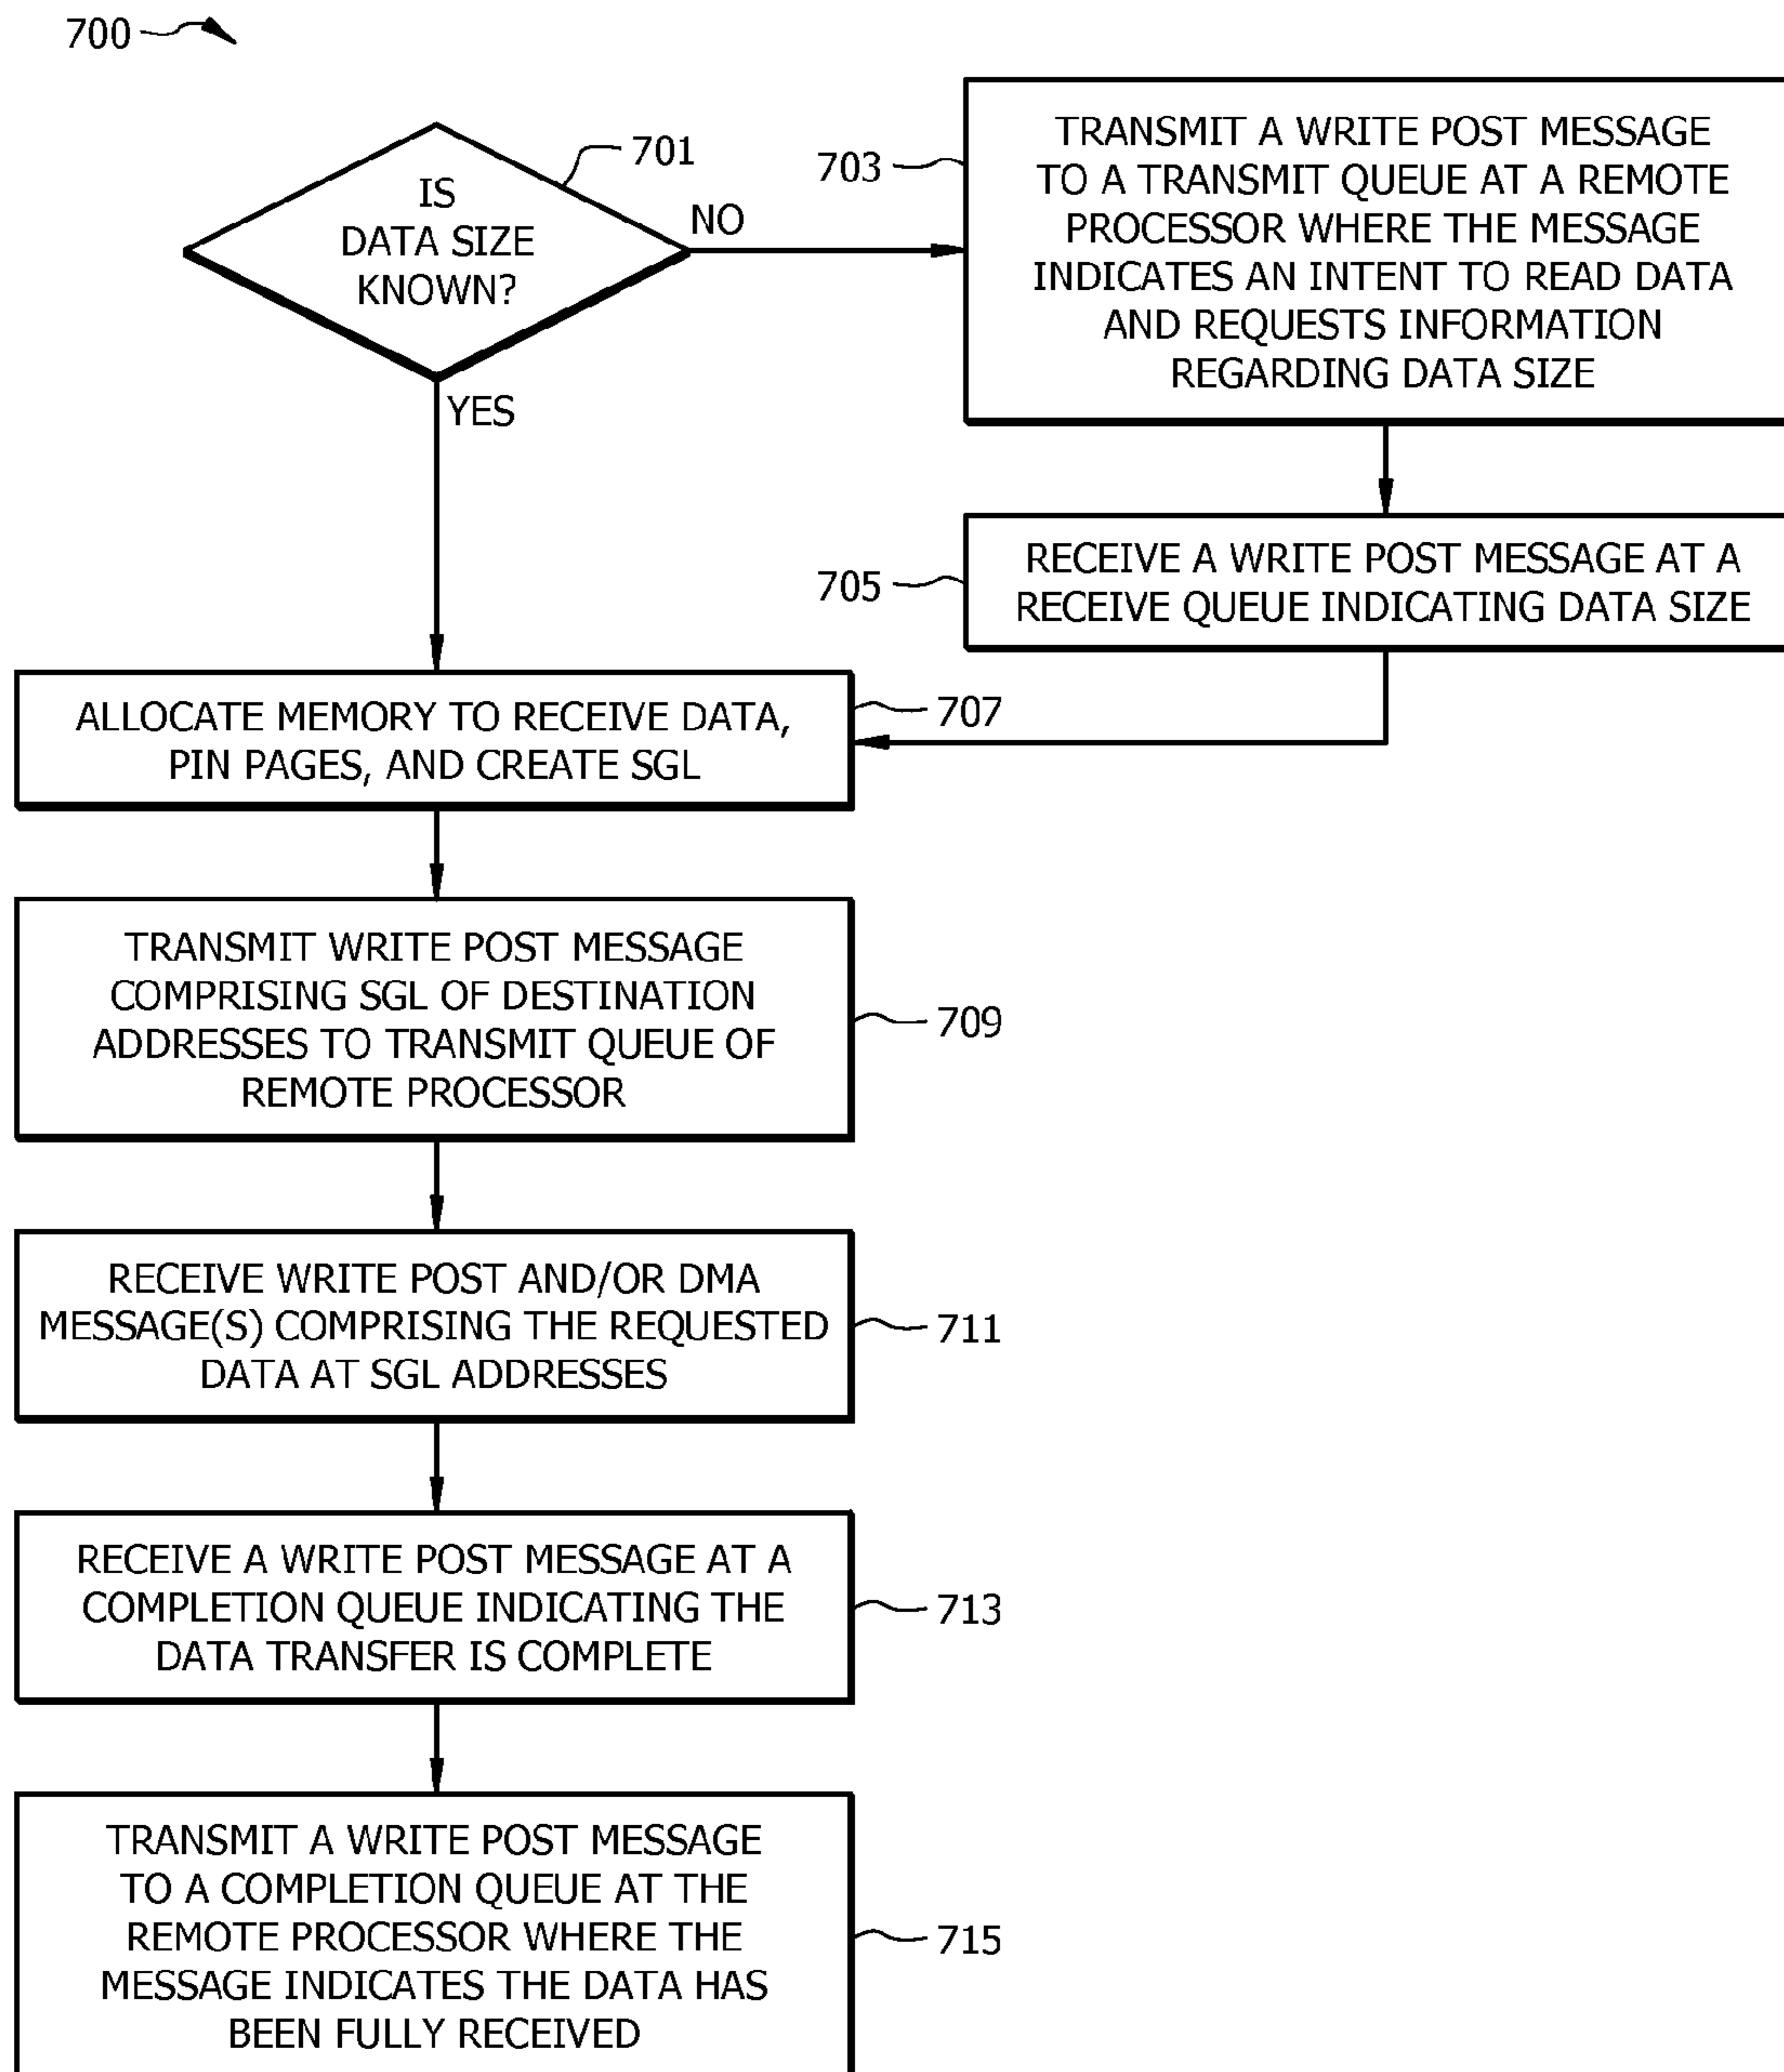 700
701
IS
DATA SIZE
KNOWN?
NO
YES
703
TRANSMIT A WRITE POST MESSAGE
TO A TRANSMIT QUEUE AT A REMOTE
PROCESSOR WHERE THE MESSAGE
INDICATES AN INTENT TO READ DATA
AND REQUESTS INFORMATION
REGARDING DATA SIZE
705
RECEIVE A WRITE POST MESSAGE AT A
RECEIVE QUEUE INDICATING DATA SIZE
ALLOCATE MEMORY TO RECEIVE DATA,
PIN PAGES, AND CREATE SGL
707
TRANSMIT WRITE POST MESSAGE
COMPRISING SGL OF DESTINATION
ADDRESSES TO TRANSMIT QUEUE OF
REMOTE PROCESSOR
709
RECEIVE WRITE POST AND/OR DMA
MESSAGE(S) COMPRISING THE REQUESTED
DATA AT SGL ADDRESSES
711
RECEIVE A WRITE POST MESSAGE AT A
COMPLETION QUEUE INDICATING THE
DATA TRANSFER IS COMPLETE
713
TRANSMIT A WRITE POST MESSAGE
TO A COMPLETION QUEUE AT THE
REMOTE PROCESSOR WHERE THE
MESSAGE INDICATES THE DATA HAS
BEEN FULLY RECEIVED
715